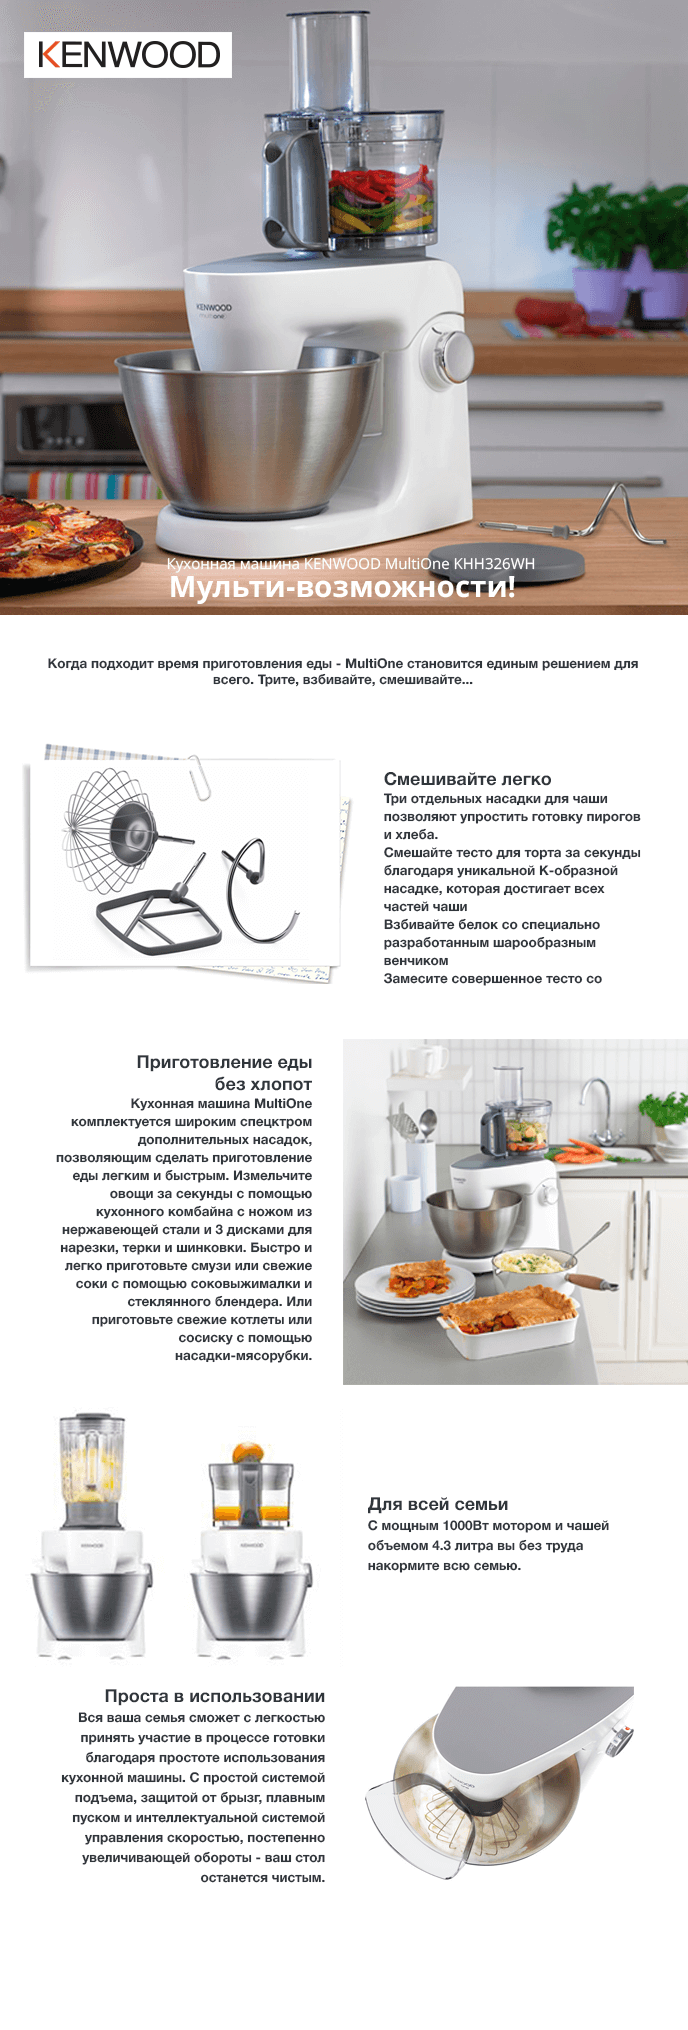 KENWOOD
KENWOOD
multione
Кухонная машина KENWOOD MultiOne KHH326WH
Мульти-возможности!
Когда подходит время приготовления еды - MultiOne становится единым решением для
всего. Трите, взбивайте, смешивайте...
Смешивайте легко
Три отдельных насадки для чаши
позволяют упростить готовку пирогов
и хлеба.
Смешайте тесто для торта за секунды
благодаря уникальной К-образной
насадке, которая достигает всех
частей чаши
Взбивайте белок со специально
разработанным шарообразным
венчиком
Замесите совершенное тесто со
Приготовление еды
без хлопот
Кухонная машина MultiOne
комплектуется широким спецктром
дополнительных насадок,
позволяющим сделать приготовление
еды легким и быстрым. Измельчите
овощи за секунды с помощью
кухонного комбайна с ножом из
нержавеющей стали и 3 дисками для
нарезки, терки и шинковки. Быстро и
легко приготовьте смузи или свежие
соки с помощью соковыжималки и
стеклянного блендера. Или
приготовьте свежие котлеты или
сосиску с помощью
насадки-мясорубки.
KENWOOD
KENWOOD
KENWOOD
Для всей семьи
С мощным 1000Вт мотором и чашей
объемом 4.3 литра вы без труда
накормите всю семью.
Проста в использовании
Вся ваша семья сможет с легкостью
принять участие в процессе готовки
благодаря простоте использования
кухонной машины. С простой системой
подъема, защитой от брызг, плавным
пуском и интеллектуальной системой
управления скоростью, постепенно
увеличивающей обороты - ваш стол
останется чистым.